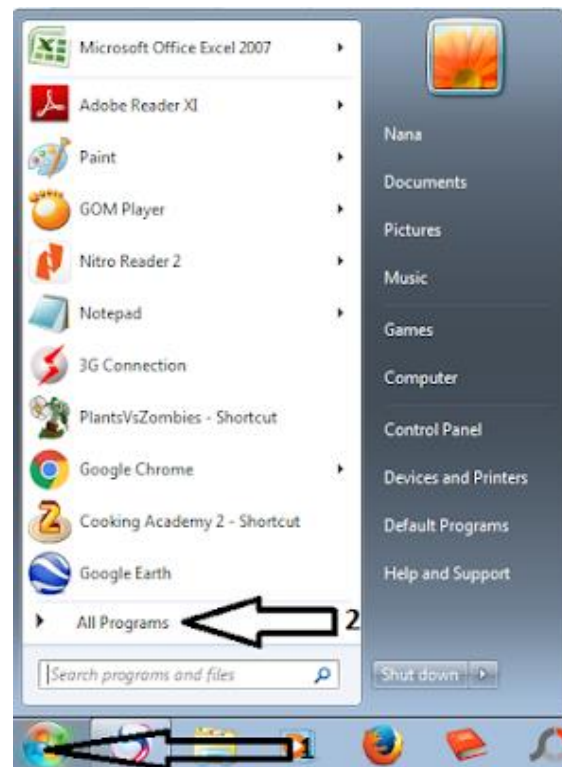 Microsoft Office Excel 2007
Adobe Reader XI
Paint
GOM Player
Nitro Reader 2
Notepad
3G Connection
PlantsVsZombies - Shortcut
Google Chrome
Cooking Academy 2 - Shortcut
Google Earth
All Programs
2
Search programs and files
1
Nana
Documents
Pictures
Music
Games
Computer
Control Panel
Devices and Printers
Default Programs
Help and Support
Shut down